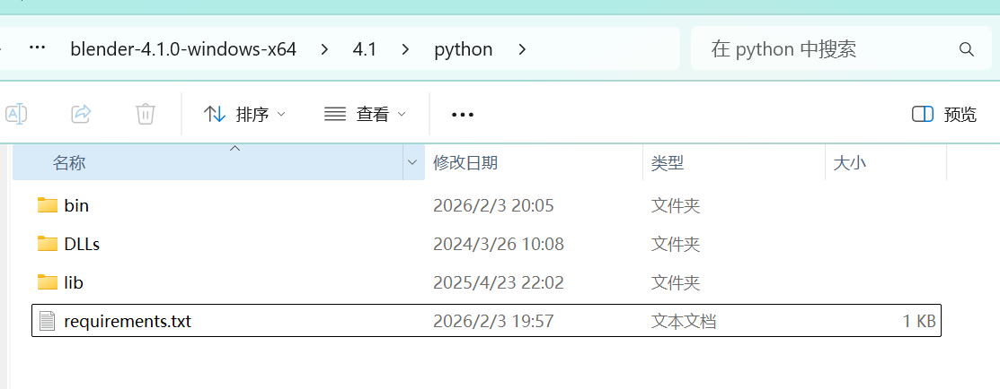 ... blender-4.1.0-windows-x64 > 4.1 > python > 在 python 中搜索
排序 查看 ... 预览
名称 修改日期 类型 大小
bin 2026/2/3 20:05 文件夹
DLLs 2024/3/26 10:08 文件夹
lib 2025/4/23 22:02 文件夹
requirements.txt 2026/2/3 19:57 文本文档 1 KB